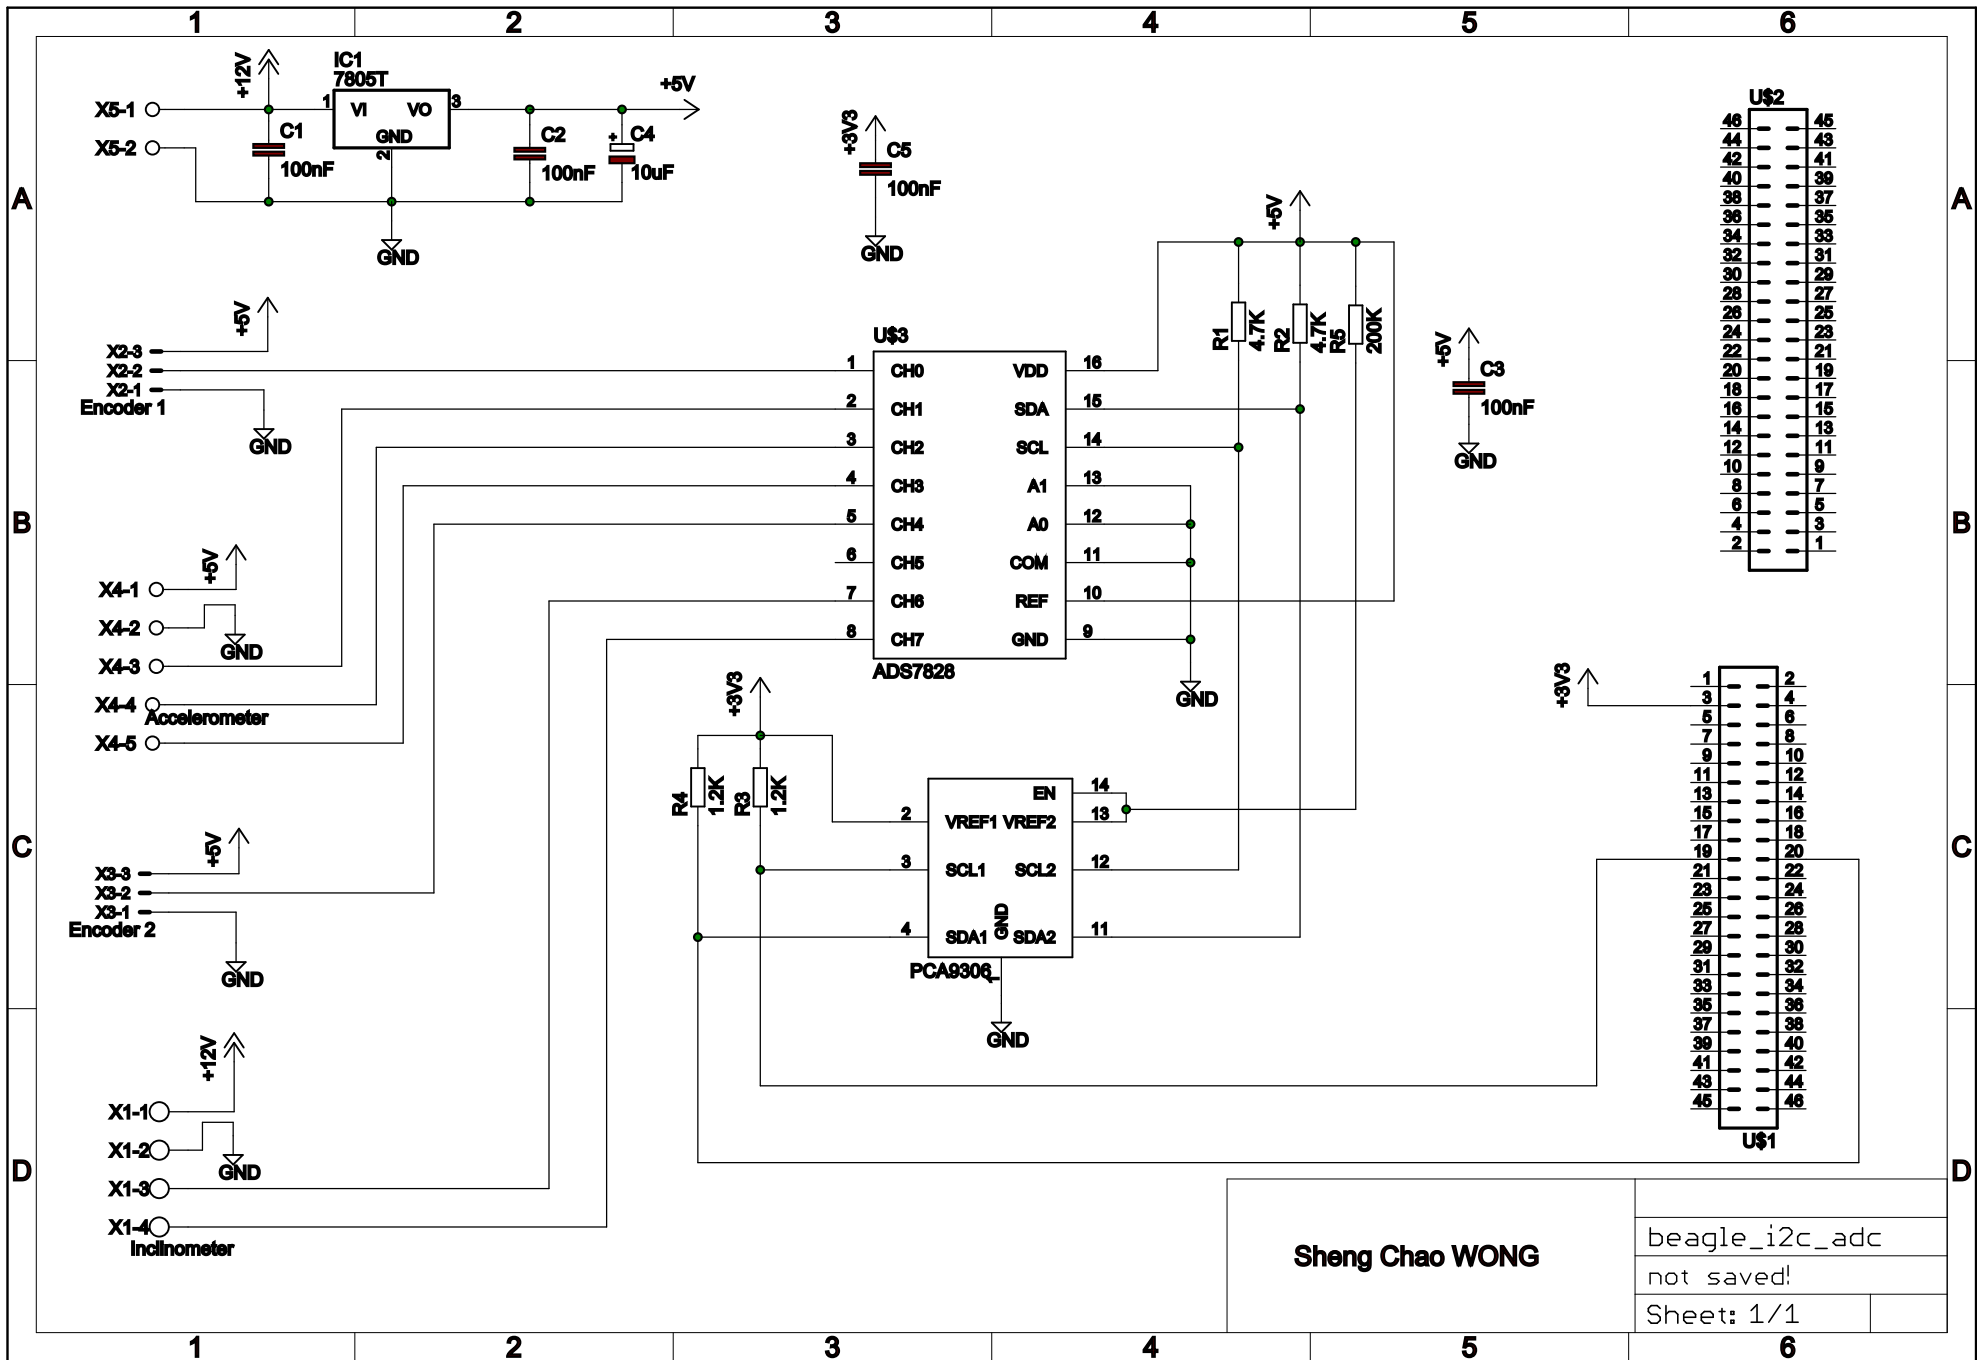 1 2 3 4 5 6
A
B
C
D
A
B
C
D
1 2 3 4 5 6
+12V
IC1
7805T
X5-1
X5-2
1
VI
VO
3
GND
2
+5V
C1
100nF
C2
100nF
C4
+
10uF
GND
+3V3
C5
100nF
GND
+5V
X2-3
X2-2
X2-1
Encoder 1
GND
+5V
X4-1
X4-2
GND
X4-3
X4-4
Accelerometer
X4-5
+5V
X3-3
X3-2
X3-1
Encoder 2
GND
+12V
X1-1
X1-2
GND
X1-3
X1-4
Inclinometer
U$3
1 CH0 VDD 16
2 CH1 SDA 15
3 CH2 SCL 14
4 CH3 A1 13
5 CH4 A0 12
6 CH5 COM 11
7 CH6 REF 10
8 CH7 GND 9
ADS7828
GND
+5V
R1
4.7K
R2
4.7K
R5
200K
+5V
C3
100nF
GND
+3V3
R4
1.2K
R3
1.2K
EN 14
2 VREF1 VREF2 13
3 SCL1 SCL2 12
4 SDA1 SDA2 11
GND
PCA9306
1
GND
U$2
46 45
44 43
42 41
40 39
38 37
36 35
34 33
32 31
30 29
28 27
26 25
24 23
22 21
20 19
18 17
16 15
14 13
12 11
10 9
8 7
6 5
4 3
2 1
+3V3
1 2
3 4
5 6
7 8
9 10
11 12
13 14
15 16
17 18
19 20
21 22
23 24
25 26
27 28
29 30
31 32
33 34
35 36
37 38
39 40
41 42
43 44
45 46
U$1
Sheng Chao WONG
beagle_i2c_adc
not saved!
Sheet: 1/1